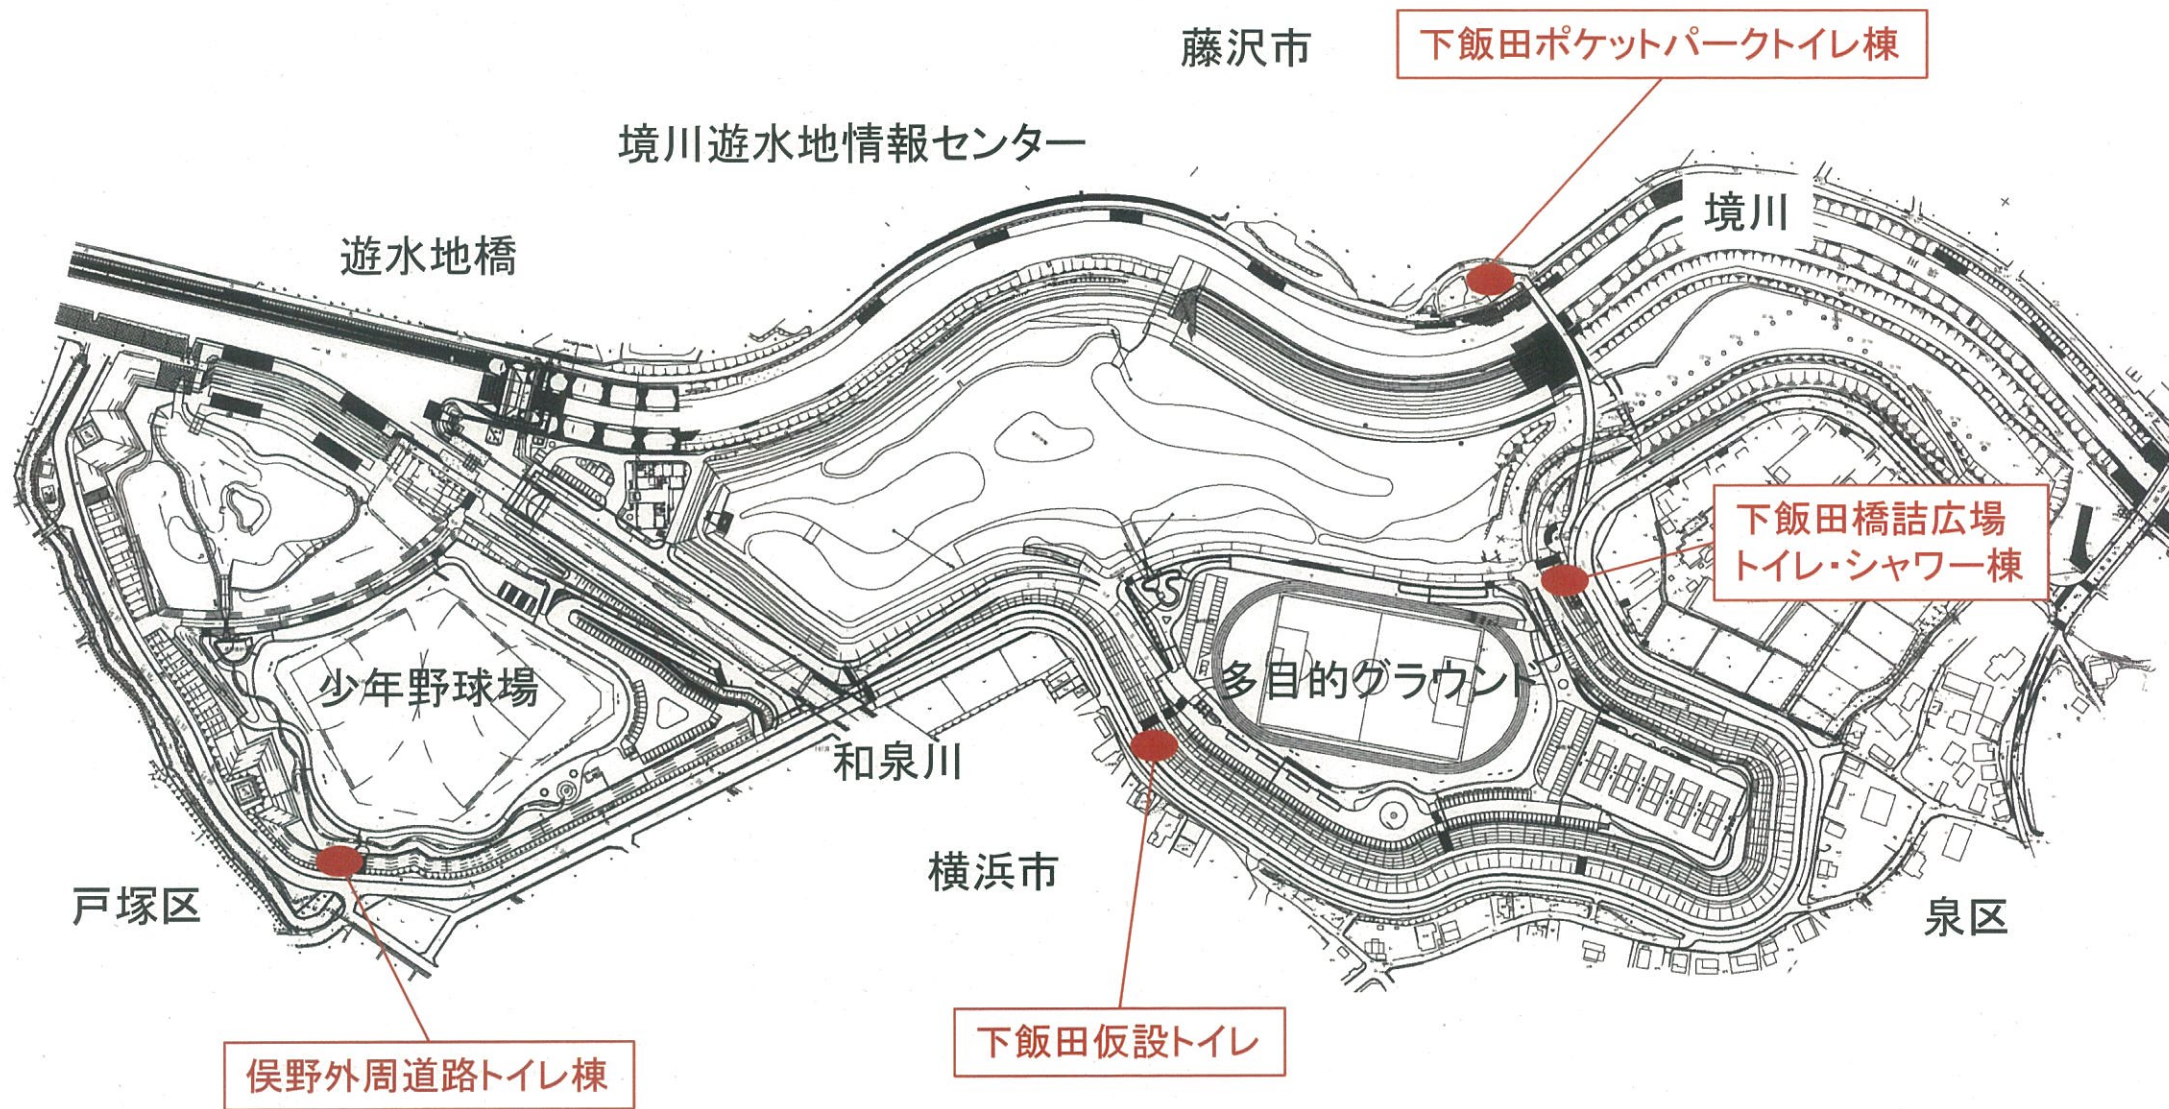 藤沢市
下飯田ポケットパークトイレ棟
境川遊水地情報センター
境川
遊水地橋
下飯田橋詰広場
トイレ・シャワー棟
少年野球場
多目的グラウンド
和泉川
横浜市
戸塚区
泉区
下飯田仮設トイレ
俣野外周道路トイレ棟